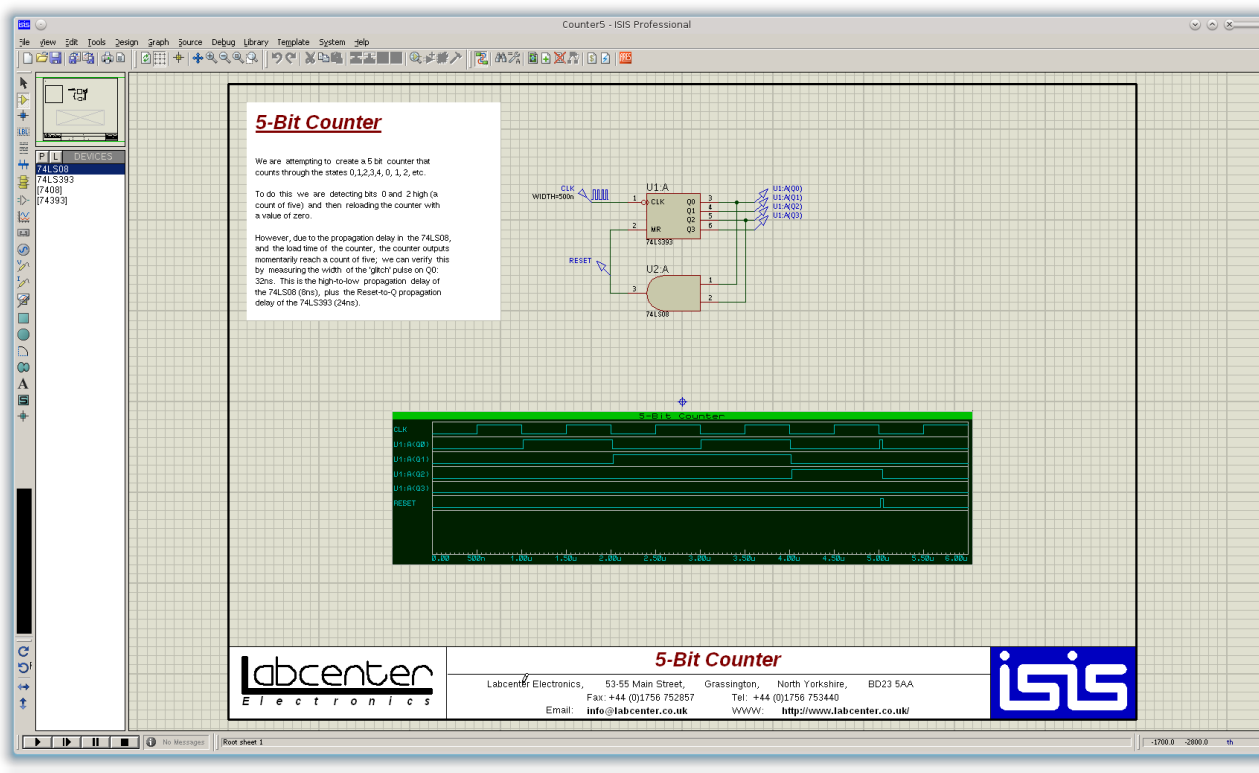 Counter5 - ISIS Professional
File View Edit Tools Design Graph Source Debug Library Template System Help
P L DEVICES
74LS08
74LS393
[7408]
[74393]
LBL
A
5-Bit Counter
We are attempting to create a 5 bit counter that
counts through the states 0,1,2,3,4, 0, 1, 2, etc.
To do this we are detecting bits 0 and 2 high (a
count of five) and then reloading the counter with
a value of zero.
However, due to the propagation delay in the 74LS08,
and the load time of the counter, the counter outputs
momentarily reach a count of five; we can verify this
by measuring the width of the 'glitch' pulse on Q0:
32ns. This is the high-to-low propagation delay of
the 74LS08 (8ns), plus the Reset-to-Q propagation
delay of the 74LS393 (24ns).
CLK
WIDTH=500n
U1:A
1 CLK Q0 3 U1:A(Q0)
Q1 4 U1:A(Q1)
Q2 5 U1:A(Q2)
2 MR Q3 6 U1:A(Q3)
74LS393
RESET
U2:A
1
3
2
74LS08
5-Bit Counter
CLK
U1:A(Q0)
U1:A(Q1)
U1:A(Q2)
U1:A(Q3)
RESET
0.00 500n 1.00u 1.50u 2.00u 2.50u 3.00u 3.50u 4.00u 4.50u 5.00u 5.50u 6.00u
labcenter
Electronics
5-Bit Counter
Labcenter Electronics, 53-55 Main Street, Grassington, North Yorkshire, BD23 5AA
Fax: +44 (0)1756 752857 Tel: +44 (0)1756 753440
Email: info@labcenter.co.uk WWW: http://www.labcenter.co.uk/
isis
No Messages Root sheet 1 -1700.0 -2800.0 th